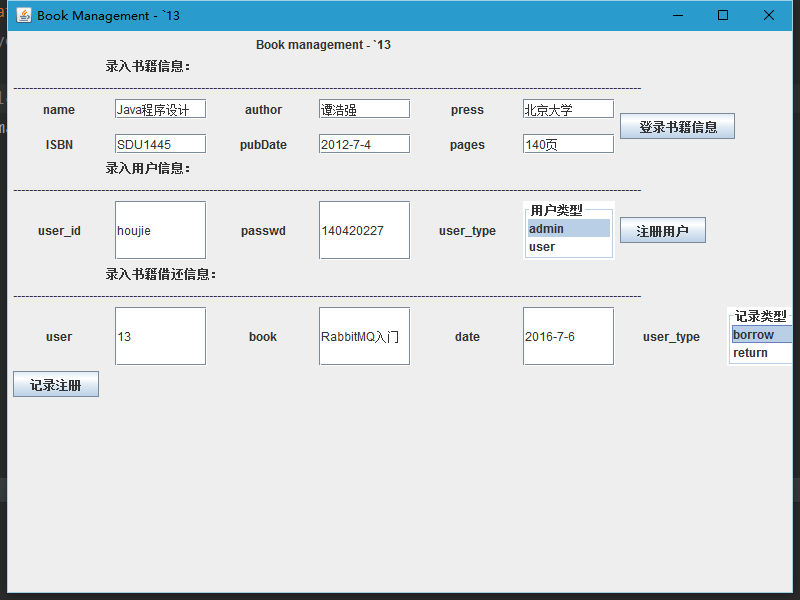 Book Management - `13
Book management - `13
录入书籍信息：
name Java程序设计 author 谭浩强 press 北京大学
登录书籍信息
ISBN SDU1445 pubDate 2012-7-4 pages 140页
录入用户信息：
用户类型
user_id houjie passwd 140420227 user_type admin 注册用户
user
录入书籍借还信息：
记录类型
user 13 book RabbitMQ入门 date 2016-7-6 user_type borrow
return
记录注册